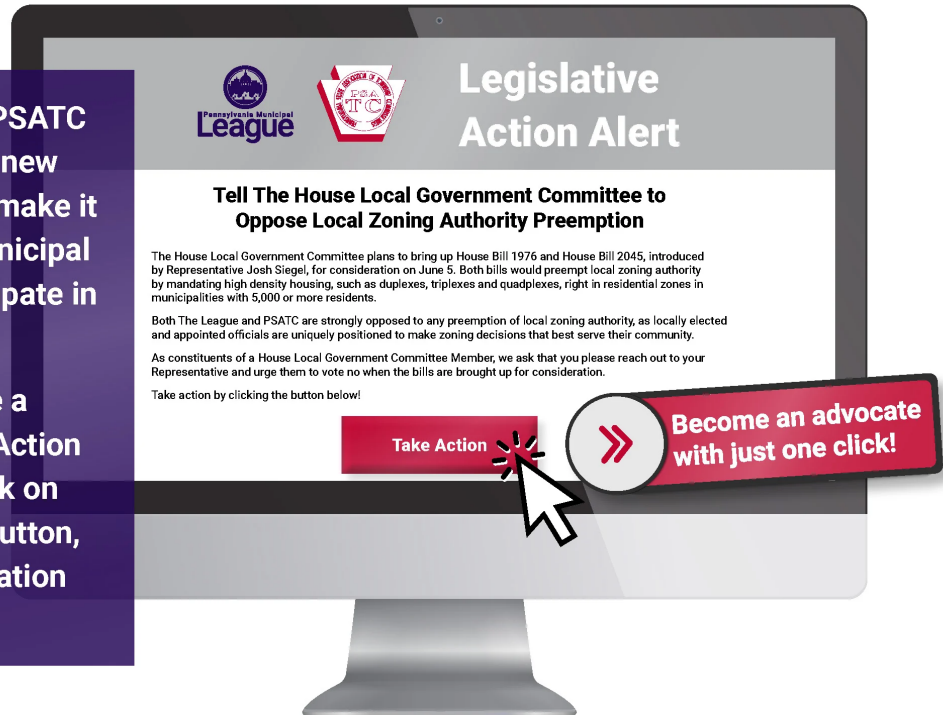 PSATC
new
make it
nicipal
pate in
e a
Action
k on
utton,
ation
Pennsylvania Municipal
League
PSA
TC
Legislative
Action Alert
Tell The House Local Government Committee to
Oppose Local Zoning Authority Preemption
The House Local Government Committee plans to bring up House Bill 1976 and House Bill 2045, introduced
by Representative Josh Siegel, for consideration on June 5. Both bills would preempt local zoning authority
by mandating high density housing, such as duplexes, triplexes and quadplexes, right in residential zones in
municipalities with 5,000 or more residents.
Both The League and PSATC are strongly opposed to any preemption of local zoning authority, as locally elected
and appointed officials are uniquely positioned to make zoning decisions that best serve their community.
As constituents of a House Local Government Committee Member, we ask that you please reach out to your
Representative and urge them to vote no when the bills are brought up for consideration.
Take action by clicking the button below!
Take Action
Become an advocate
with just one click!